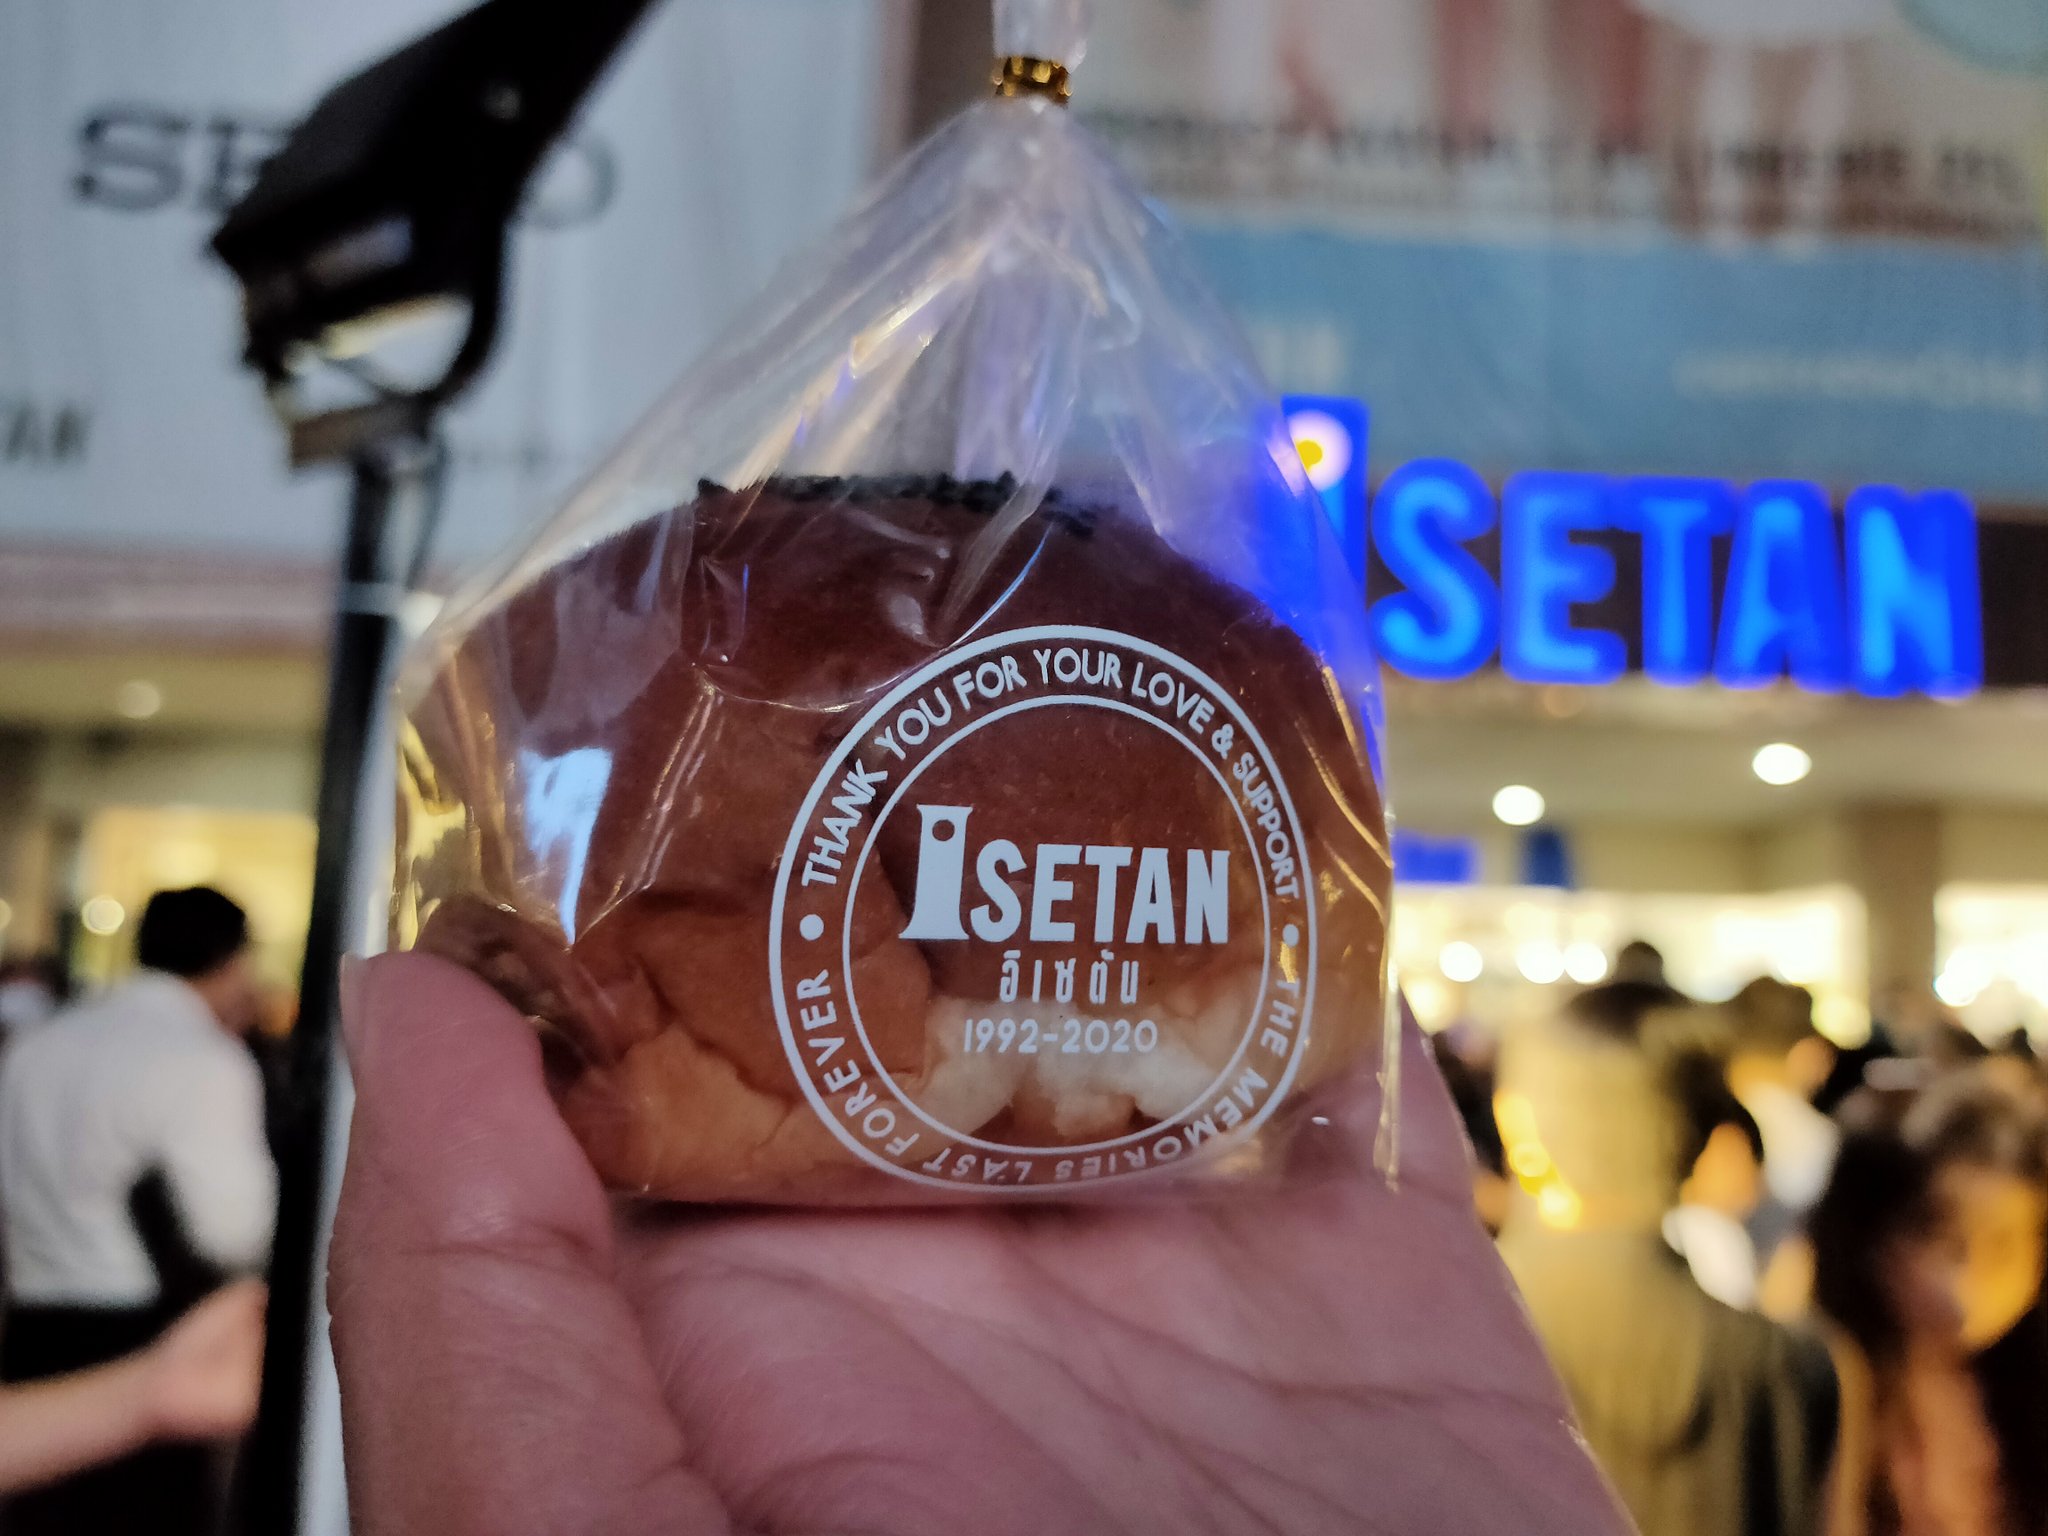 SEIKO
ISETAN
THANK YOU FOR YOUR LOVE & SUPPORT • THE MEMORIES LAST FOREVER •
ISETAN
อิเซตัน
1992-2020